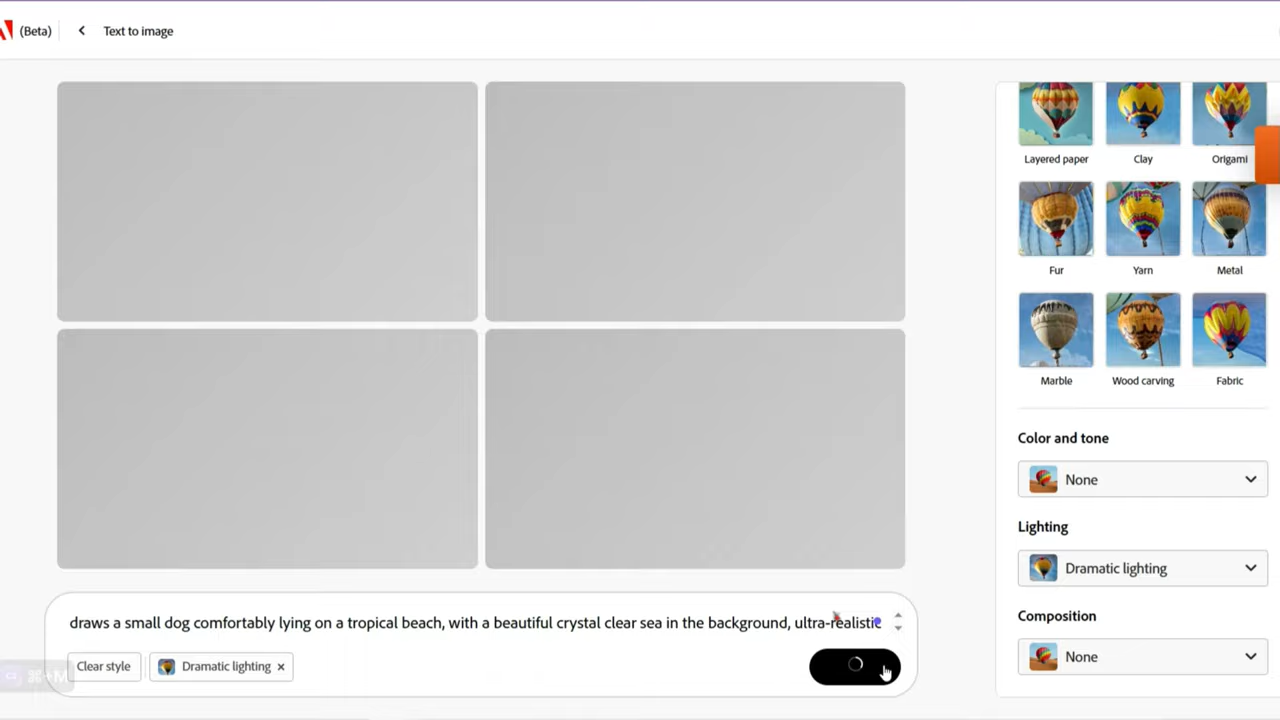 (Beta)
Text to image
Layered paper
Clay
Origami
Fur
Yarn
Metal
Marble
Wood carving
Fabric
Color and tone
None
Lighting
Dramatic lighting
Composition
None
draws a small dog comfortably lying on a tropical beach, with a beautiful crystal clear sea in the background, ultra-realistic
Clear style
Dramatic lighting ×
⌘+M